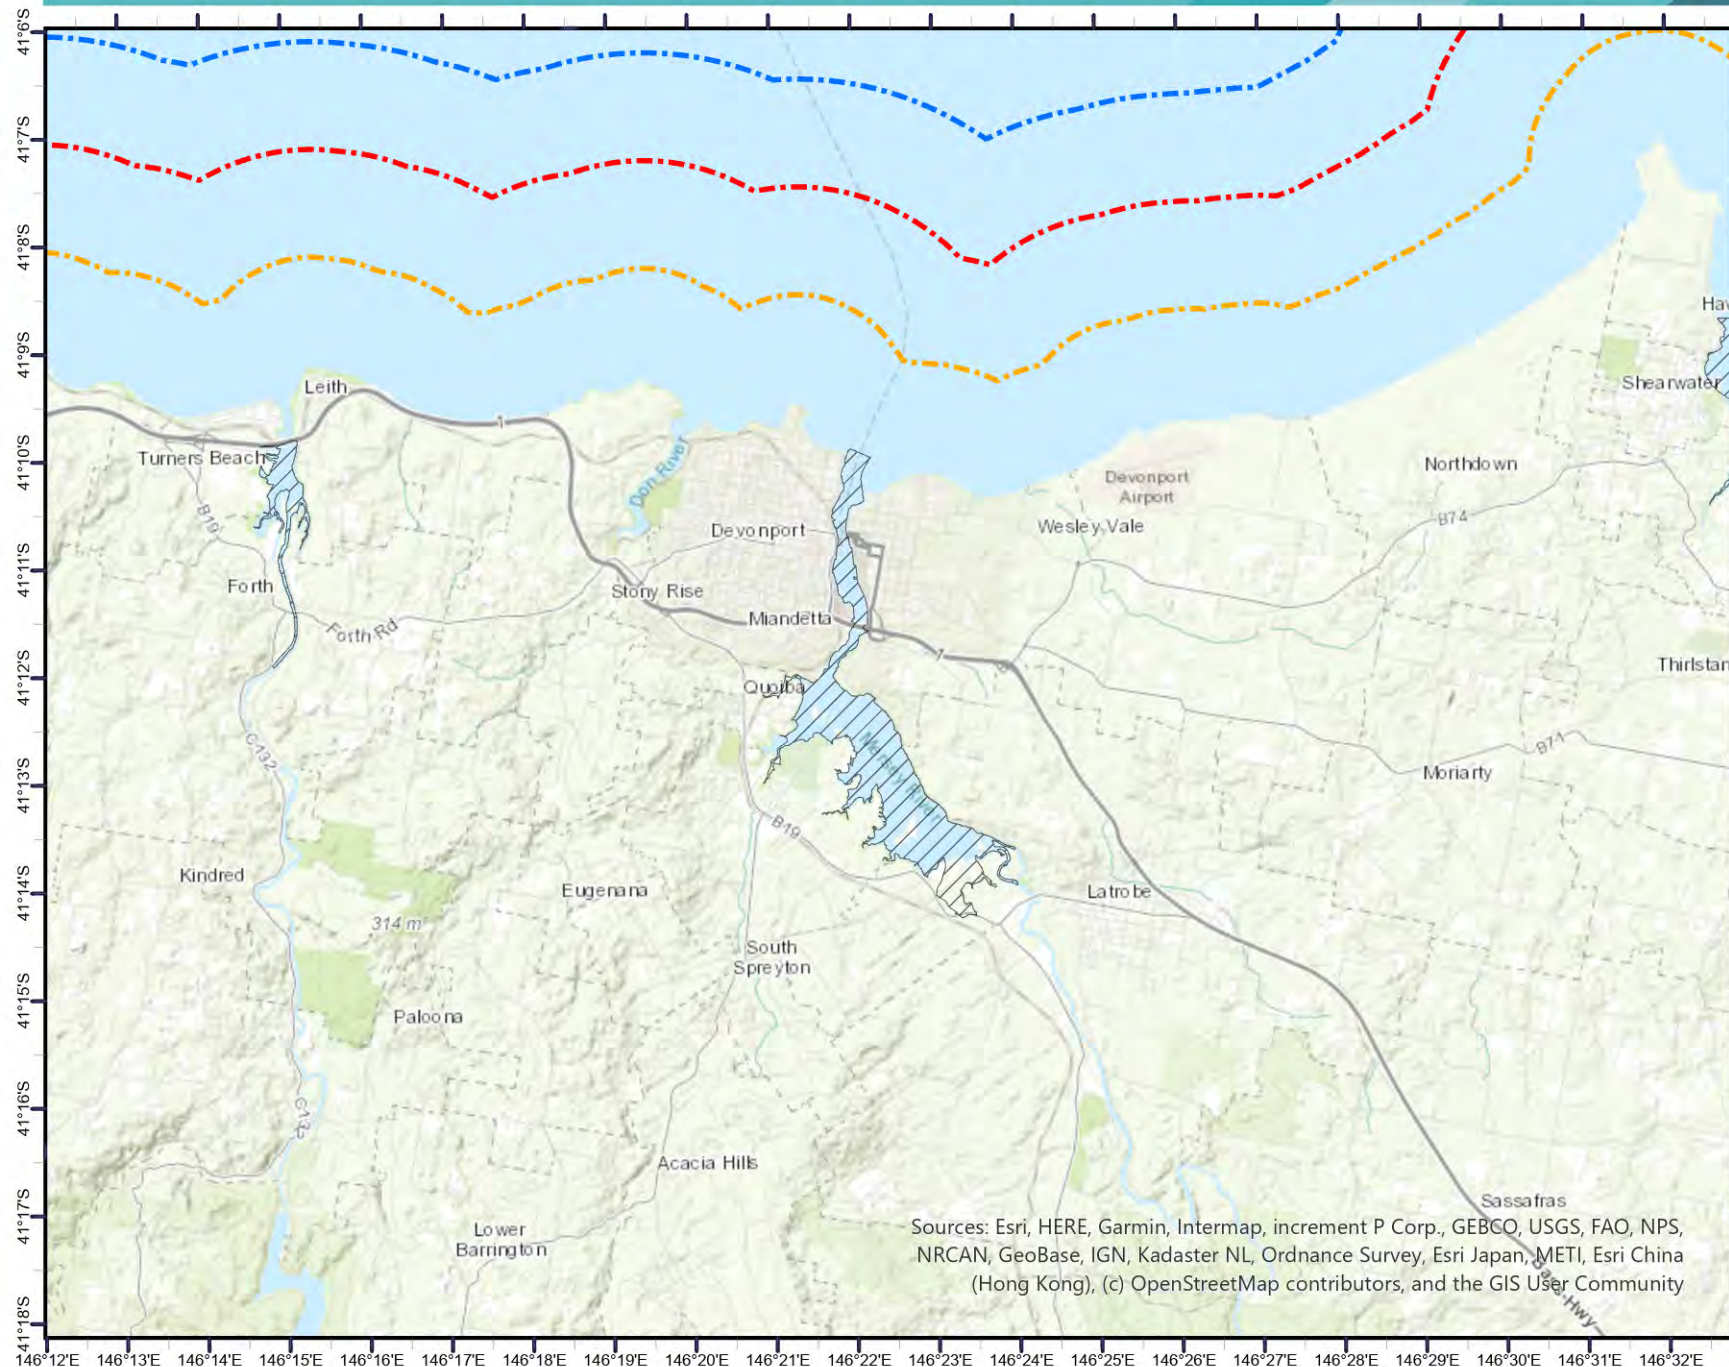 41°6'S
41°7'S
41°8'S
41°9'S
Leith
Shearwater
Turners Beach
Don River
Devonport
Airport
Northdown
41°10'S
B19
Devonport
Wesley Vale
B74
1
41°11'S
Forth
Stony Rise
Forth Rd
Miandetta
1
41°12'S
Quoiba
C132
Mersey River
B71
41°13'S
Moriarty
B19
Kindred
Eugenana
Latrobe
41°14'S
314 m
South
Spreyton
41°15'S
Paloona
41°16'S
Acacia Hills
41°17'S
Sassafras
Lower
Barrington
Sources: Esri, HERE, Garmin, Intermap, increment P Corp., GEBCO, USGS, FAO, NPS,
NRCAN, GeoBase, IGN, Kadaster NL, Ordnance Survey, Esri Japan, METI, Esri China
(Hong Kong), (c) OpenStreetMap contributors, and the GIS User Community
Hwy
41°18'S
146°12'E 146°13'E 146°14'E 146°15'E 146°16'E 146°17'E 146°18'E 146°19'E 146°20'E 146°21'E 146°22'E 146°23'E 146°24'E 146°25'E 146°26'E 146°27'E 146°28'E 146°29'E 146°30'E 146°31'E 146°32'E